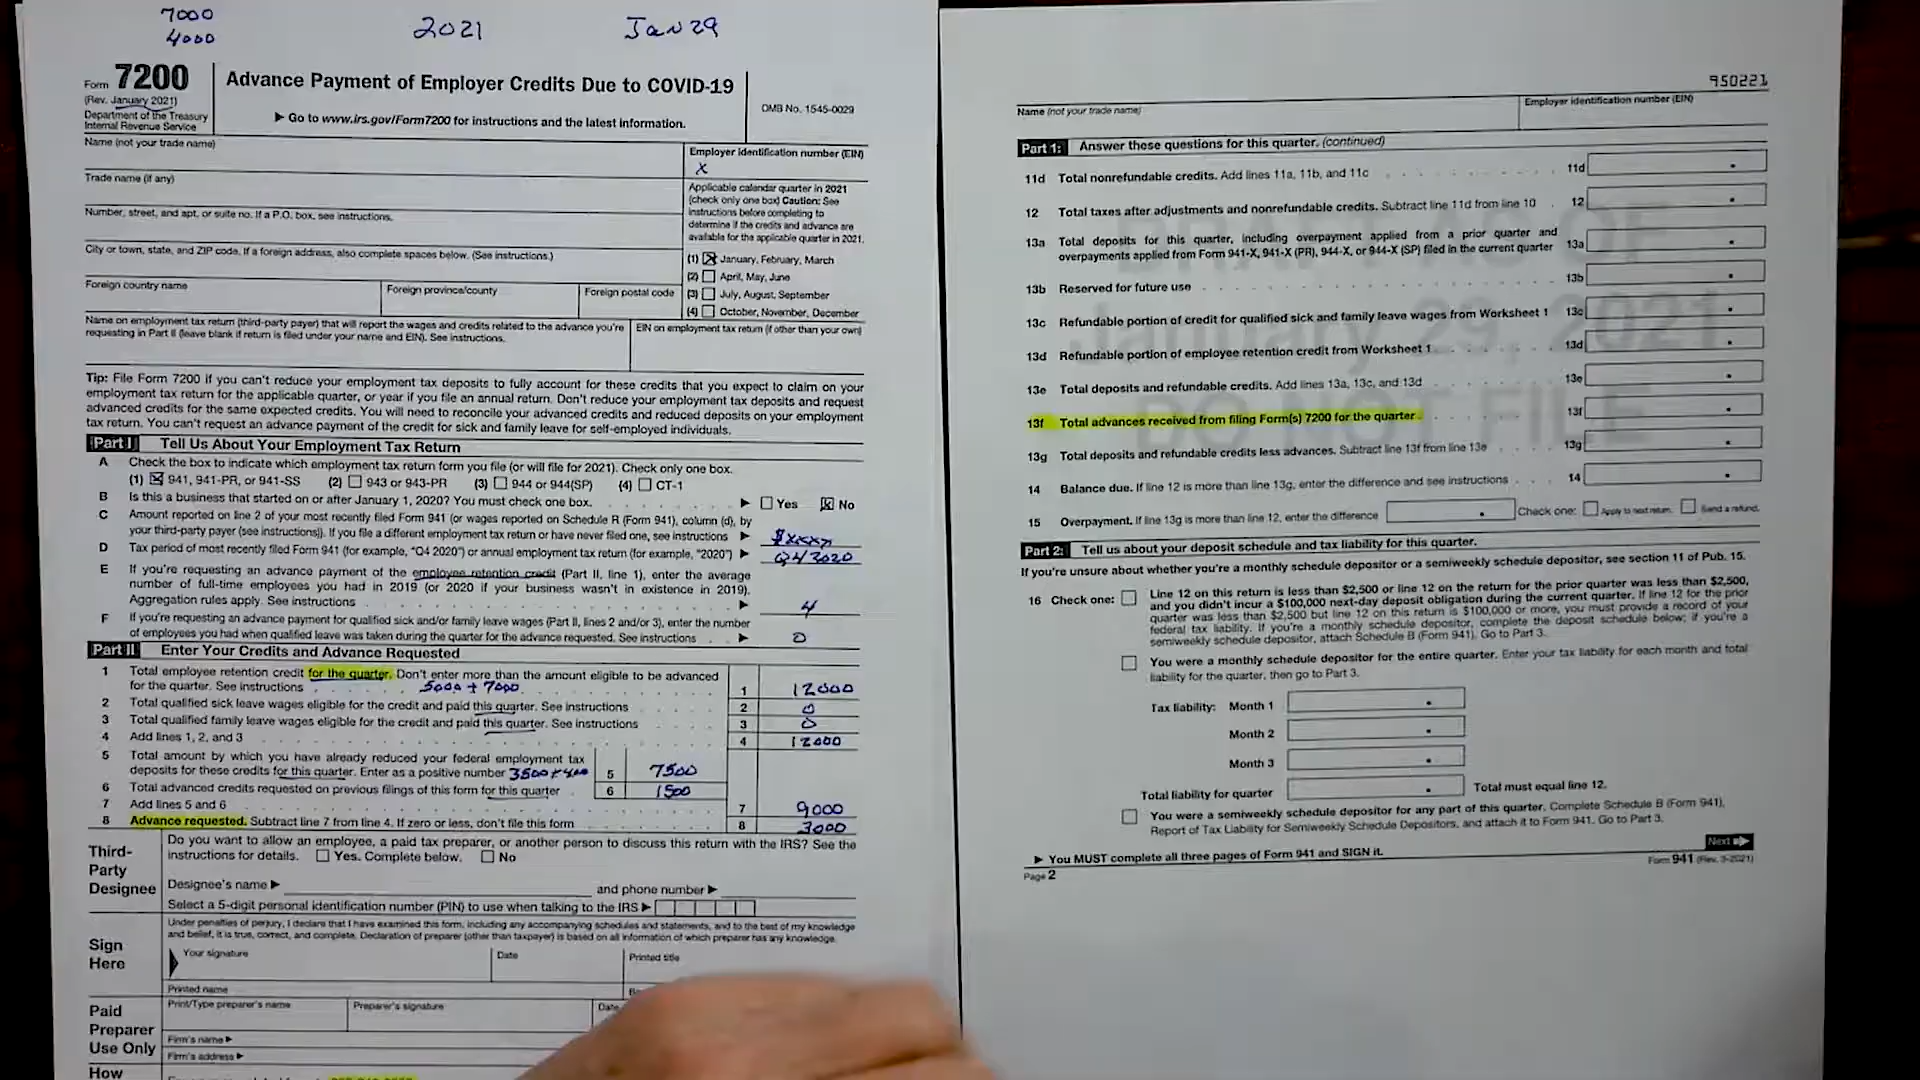 7000
4000
2021 Jan 29
Form 7200
(Rev. January 2021)
Department of the Treasury
Internal Revenue Service
Advance Payment of Employer Credits Due to COVID-19
▶ Go to www.irs.gov/Form7200 for instructions and the latest information.
OMB No. 1545-0029
Name (not your trade name)
Employer identification number (EIN)
X
Trade name (if any)
Number, street, and apt. or suite no. If a P.O. box, see instructions.
City or town, state, and ZIP code. If a foreign address, also complete spaces below. (See instructions.)
Foreign country name
Foreign province/county
Foreign postal code
Applicable calendar quarter in 2021
(check only one box) Caution: See
instructions before completing to
determine if the credits and advance are
available for the applicable quarter in 2021.
(1) ☒ January, February, March
(2) ☐ April, May, June
(3) ☐ July, August, September
(4) ☐ October, November, December
Name on employment tax return (third-party payer) that will report the wages and credits related to the advance you're
requesting in Part II (leave blank if return is filed under your name and EIN). See instructions.
EIN on employment tax return (if other than your own)
Tip: File Form 7200 if you can't reduce your employment tax deposits to fully account for these credits that you expect to claim on your
employment tax return for the applicable quarter, or year if you file an annual return. Don't reduce your employment tax deposits and request
advanced credits for the same expected credits. You will need to reconcile your advanced credits and reduced deposits on your employment
tax return. You can't request an advance payment of the credit for sick and family leave for self-employed individuals.
Part I Tell Us About Your Employment Tax Return
A Check the box to indicate which employment tax return form you file (or will file for 2021). Check only one box.
(1) ☒ 941, 941-PR, or 941-SS (2) ☐ 943 or 943-PR (3) ☐ 944 or 944(SP) (4) ☐ CT-1
B Is this a business that started on or after January 1, 2020? You must check one box. ▶ ☐ Yes ☒ No
C Amount reported on line 2 of your most recently filed Form 941 (or wages reported on Schedule R (Form 941), column (d), by
your third-party payer (see instructions)). If you file a different employment tax return or have never filed one, see instructions ▶ $xxxx
D Tax period of most recently filed Form 941 (for example, "Q4 2020") or annual employment tax return (for example, "2020") ▶ Q4 2020
E If you're requesting an advance payment of the employee retention credit (Part II, line 1), enter the average
number of full-time employees you had in 2019 (or 2020 if your business wasn't in existence in 2019).
Aggregation rules apply. See instructions ▶ 4
F If you're requesting an advance payment for qualified sick and/or family leave wages (Part II, lines 2 and/or 3), enter the number
of employees you had when qualified leave was taken during the quarter for the advance requested. See instructions ▶ 0
Part II Enter Your Credits and Advance Requested
1 Total employee retention credit for the quarter. Don't enter more than the amount eligible to be advanced
for the quarter. See instructions 5000 + 7000 1 12000
2 Total qualified sick leave wages eligible for the credit and paid this quarter. See instructions 2 0
3 Total qualified family leave wages eligible for the credit and paid this quarter. See instructions 3 0
4 Add lines 1, 2, and 3 4 12000
5 Total amount by which you have already reduced your federal employment tax
deposits for these credits for this quarter. Enter as a positive number 3500 + 5 7500
6 Total advanced credits requested on previous filings of this form for this quarter 6 1500
7 Add lines 5 and 6 7 9000
8 Advance requested. Subtract line 7 from line 4. If zero or less, don't file this form 8 3000
Third-
Party
Designee
Do you want to allow an employee, a paid tax preparer, or another person to discuss this return with the IRS? See the
instructions for details. ☐ Yes. Complete below. ☐ No
Designee's name ▶ and phone number ▶
Select a 5-digit personal identification number (PIN) to use when talking to the IRS ▶
Sign
Here
Under penalties of perjury, I declare that I have examined this form, including any accompanying schedules and statements, and to the best of my knowledge
and belief, it is true, correct, and complete. Declaration of preparer (other than taxpayer) is based on all information of which preparer has any knowledge.
Your signature
Date
Printed title
Printed name
Paid
Preparer
Use Only
Print/Type preparer's name
Preparer's signature
Date
Firm's name ▶
Firm's address ▶
How
950221
Name (not your trade name)
Employer identification number (EIN)
Part 1: Answer these questions for this quarter. (continued)
11d Total nonrefundable credits. Add lines 11a, 11b, and 11c 11d
12 Total taxes after adjustments and nonrefundable credits. Subtract line 11d from line 10 12
13a Total deposits for this quarter, including overpayment applied from a prior quarter and
overpayments applied from Form 941-X, 941-X (PR), 944-X, or 944-X (SP) filed in the current quarter 13a
13b Reserved for future use 13b
13c Refundable portion of credit for qualified sick and family leave wages from Worksheet 1 13c
13d Refundable portion of employee retention credit from Worksheet 1 13d
13e Total deposits and refundable credits. Add lines 13a, 13c, and 13d 13e
13f Total advances received from filing Form(s) 7200 for the quarter 13f
13g Total deposits and refundable credits less advances. Subtract line 13f from line 13e 13g
14 Balance due. If line 12 is more than line 13g, enter the difference and see instructions 14
15 Overpayment. If line 13g is more than line 12, enter the difference Check one: ☐ Apply to next return. ☐ Send a refund.
DRAFT AS OF
January 29, 2021
DO NOT FILE
Part 2: Tell us about your deposit schedule and tax liability for this quarter.
If you're unsure about whether you're a monthly schedule depositor or a semiweekly schedule depositor, see section 11 of Pub. 15.
16 Check one: ☐ Line 12 on this return is less than $2,500 or line 12 on the return for the prior quarter was less than $2,500,
and you didn't incur a $100,000 next-day deposit obligation during the current quarter. If line 12 for the prior
quarter was less than $2,500 but line 12 on this return is $100,000 or more, you must provide a record of your
federal tax liability. If you're a monthly schedule depositor, complete the deposit schedule below; if you're a
semiweekly schedule depositor, attach Schedule B (Form 941). Go to Part 3.
☐ You were a monthly schedule depositor for the entire quarter. Enter your tax liability for each month and total
liability for the quarter, then go to Part 3.
Tax liability: Month 1
Month 2
Month 3
Total liability for quarter Total must equal line 12.
☐ You were a semiweekly schedule depositor for any part of this quarter. Complete Schedule B (Form 941),
Report of Tax Liability for Semiweekly Schedule Depositors, and attach it to Form 941. Go to Part 3.
▶ You MUST complete all three pages of Form 941 and SIGN it.
Next
Page 2
Form 941 (Rev. 3-2021)